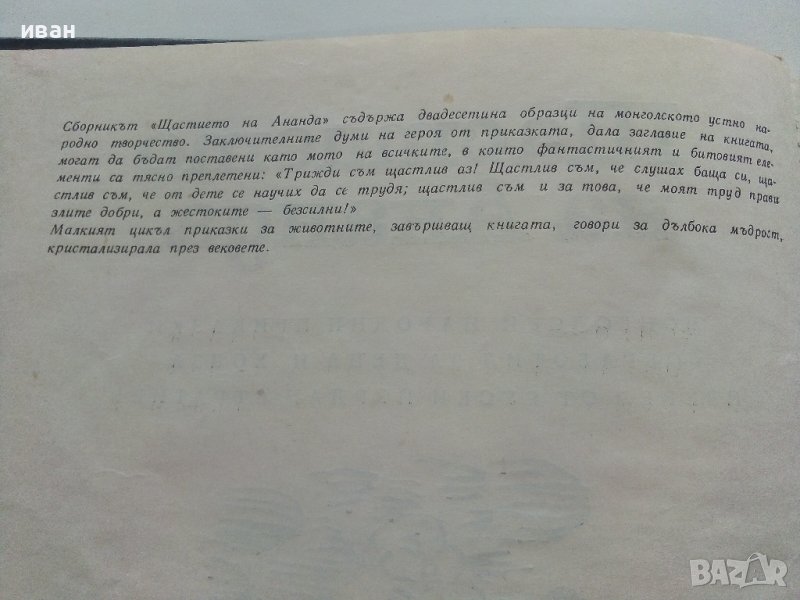 иван
Сборникът «Щастието на Ананда» съдържа двадесетина образци на монголското устно на-
родно творчество. Заключителните думи на героя от приказката, дала заглавие на книгата,
могат да бъдат поставени като мото на всичките, в които фантастичният и битовият еле-
менти са тясно преплетени: «Трижди съм щастлив аз! Щастлив съм, че слушах баща си, ща-
стлив съм, че от дете се научих да се трудя; щастлив съм и за това, че моят труд прави
злите добри, а жестоките — безсилни!»
Малкият цикъл приказки за животните, завършващ книгата, говори за дълбока мъдрост,
кристализирала през вековете.
BAZAR